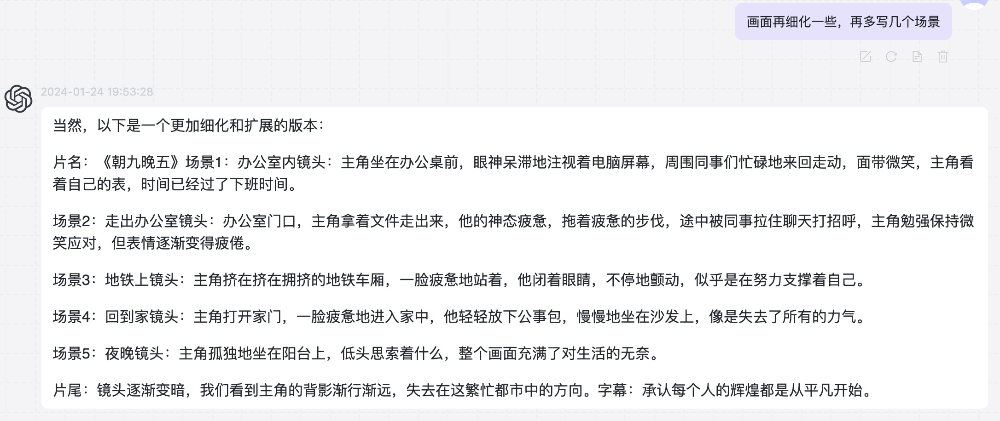 画面再细化一些，再多写几个场景
2024-01-24 19:53:28
当然，以下是一个更加细化和扩展的版本：
片名：《朝九晚五》场景1：办公室内镜头：主角坐在办公桌前，眼神呆滞地注视着电脑屏幕，周围同事们忙碌地来回走动，面带微笑，主角看
着自己的表，时间已经过了下班时间。
场景2：走出办公室镜头：办公室门口，主角拿着文件走出来，他的神态疲惫，拖着疲惫的步伐，途中被同事拉住聊天打招呼，主角勉强保持微
笑应对，但表情逐渐变得疲倦。
场景3：地铁上镜头：主角挤在挤在拥挤的地铁车厢，一脸疲惫地站着，他闭着眼睛，不停地颤动，似乎是在努力支撑着自己。
场景4：回到家镜头：主角打开家门，一脸疲惫地进入家中，他轻轻放下公事包，慢慢地坐在沙发上，像是失去了所有的力气。
场景5：夜晚镜头：主角孤独地坐在阳台上，低头思索着什么，整个画面充满了对生活的无奈。
片尾：镜头逐渐变暗，我们看到主角的背影渐行渐远，失去在这繁忙都市中的方向。字幕：承认每个人的辉煌都是从平凡开始。